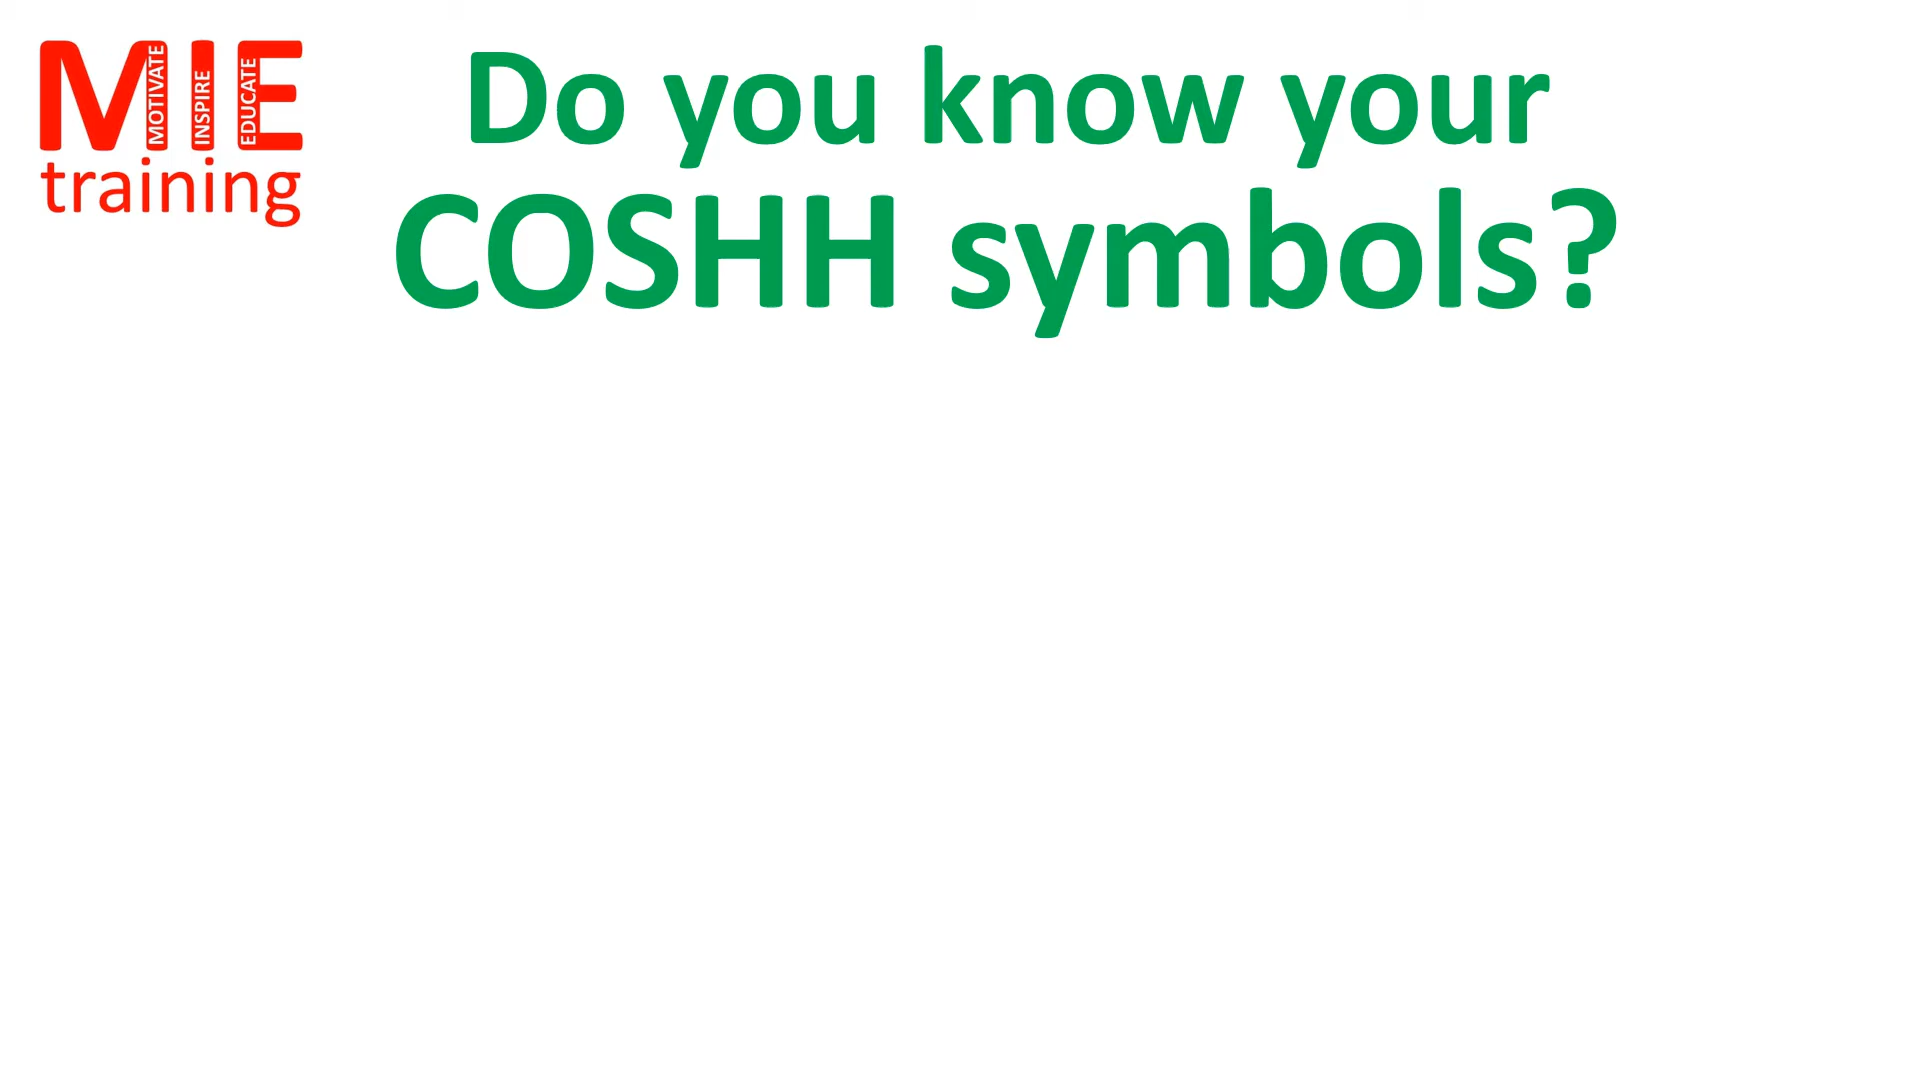 MIE
MOTIVATE
INSPIRE
EDUCATE
training
Do you know your
COSHH symbols?